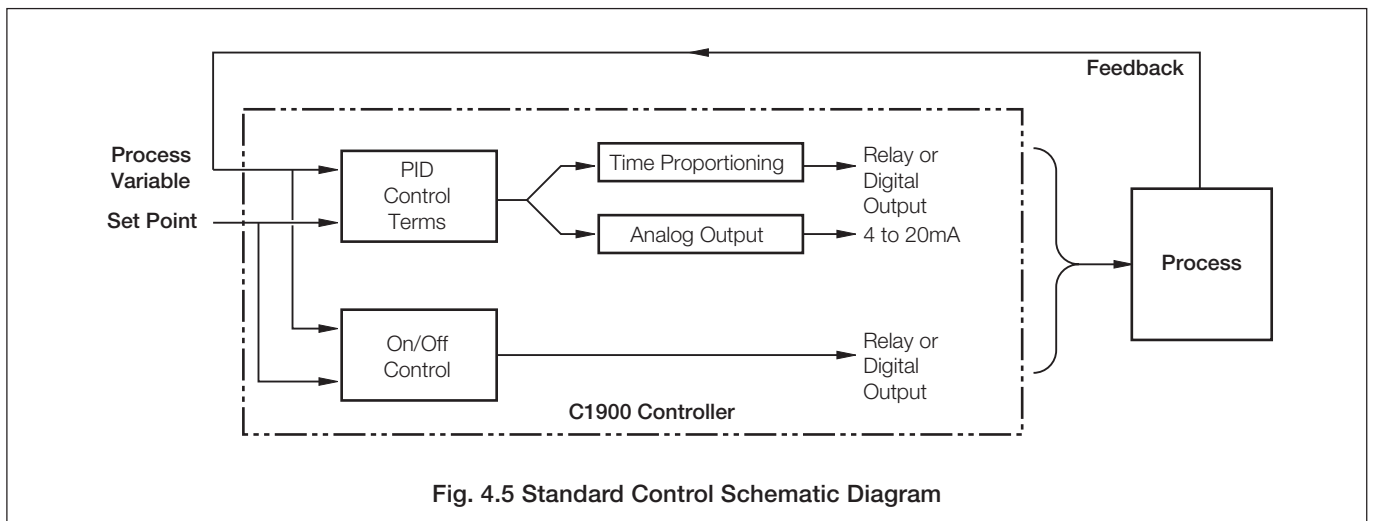 Feedback
Process
Variable
Set Point
PID
Control
Terms
Time Proportioning
Relay or
Digital
Output
Analog Output
4 to 20mA
Process
On/Off
Control
Relay or
Digital
Output
C1900 Controller
Fig. 4.5 Standard Control Schematic Diagram